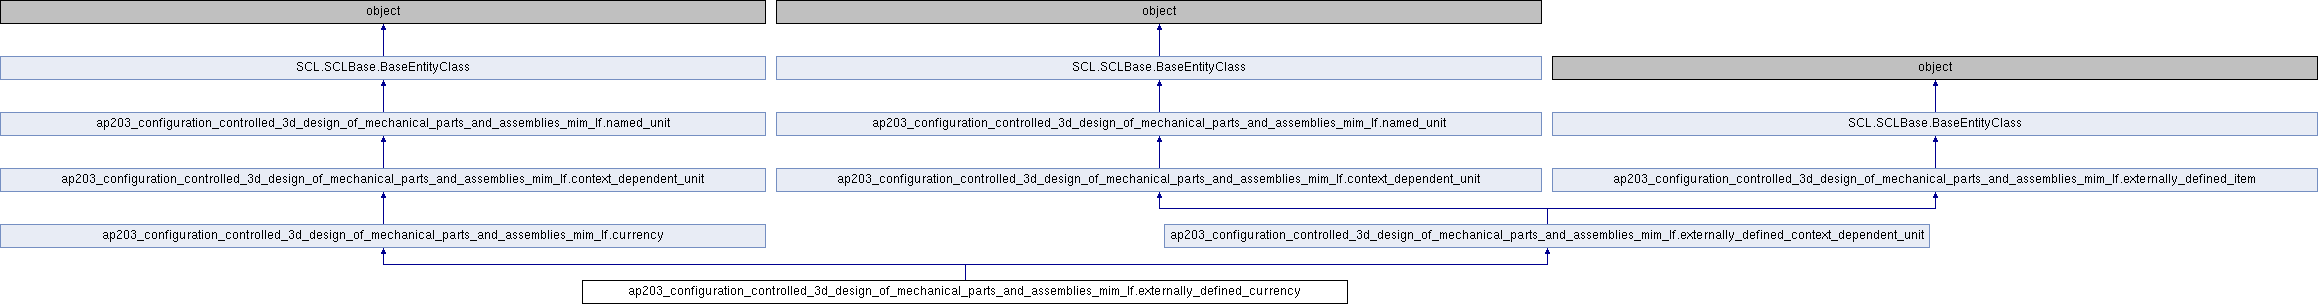 object
object
SCL.SCLBase.BaseEntityClass
SCL.SCLBase.BaseEntityClass
object
ap203_configuration_controlled_3d_design_of_mechanical_parts_and_assemblies_mim_lf.named_unit
ap203_configuration_controlled_3d_design_of_mechanical_parts_and_assemblies_mim_lf.named_unit
SCL.SCLBase.BaseEntityClass
ap203_configuration_controlled_3d_design_of_mechanical_parts_and_assemblies_mim_lf.context_dependent_unit
ap203_configuration_controlled_3d_design_of_mechanical_parts_and_assemblies_mim_lf.context_dependent_unit
ap203_configuration_controlled_3d_design_of_mechanical_parts_and_assemblies_mim_lf.externally_defined_item
ap203_configuration_controlled_3d_design_of_mechanical_parts_and_assemblies_mim_lf.currency
ap203_configuration_controlled_3d_design_of_mechanical_parts_and_assemblies_mim_lf.externally_defined_context_dependent_unit
ap203_configuration_controlled_3d_design_of_mechanical_parts_and_assemblies_mim_lf.externally_defined_currency